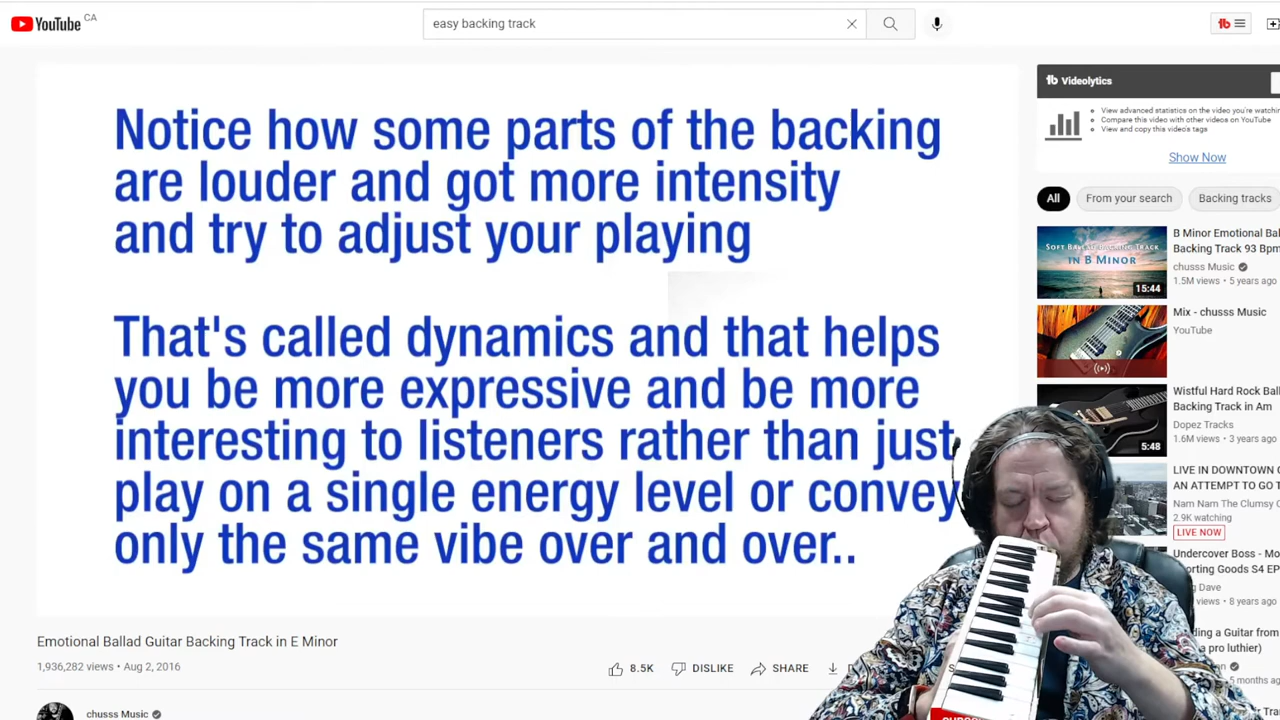 YouTube CA
easy backing track
Notice how some parts of the backing
are louder and got more intensity
and try to adjust your playing
That's called dynamics and that helps
you be more expressive and be more
interesting to listeners rather than just
play on a single energy level or convey
only the same vibe over and over..
Emotional Ballad Guitar Backing Track in E Minor
1,936,282 views • Aug 2, 2016
8.5K
DISLIKE
SHARE
chusss Music
Videolytics
View advanced statistics on the video you're watching
Compare this video with other videos on YouTube
View and copy this video's tags
Show Now
All
From your search
Backing tracks
IN B MINOR
15:44
B Minor Emotional Bal
Backing Track 93 Bpm
chusss Music
1.5M views • 5 years ago
Mix - chusss Music
YouTube
5:48
Wistful Hard Rock Ball
Backing Track in Am
Dopez Tracks
1.6M views • 3 years ago
LIVE IN DOWNTOWN
AN ATTEMPT TO GO
Nam Nam The Clumsy
2.9K watching
LIVE NOW
Undercover Boss - Mo
orting Goods S4 EP
Dave
views • 8 years ago
ding a Guitar from
a pro luthier)
5 months ago